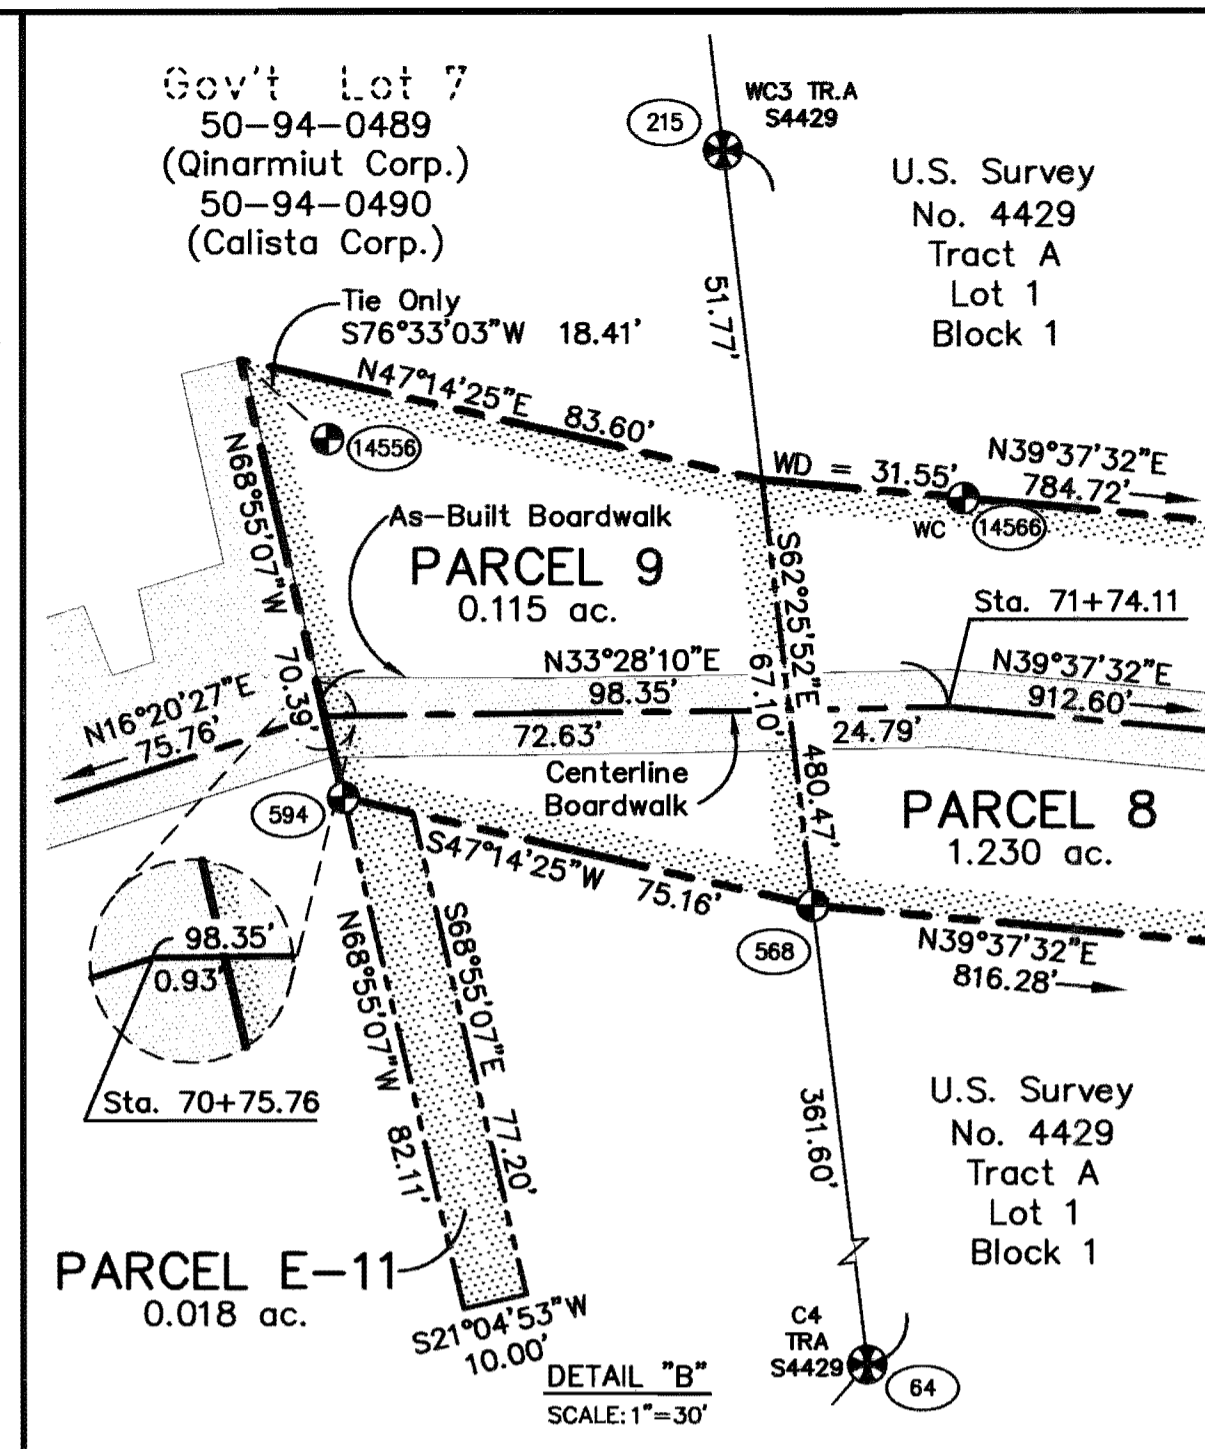 Gov't Lot 7
50-94-0489
(Qinarmiut Corp.)
50-94-0490
(Calista Corp.)
WC3 TR.A
S4429
215
U.S. Survey
No. 4429
Tract A
Lot 1
Block 1
Tie Only
S76°33'03"W 18.41'
51.77'
N47°14'25"E 83.60'
14556
WD = 31.55'
N39°37'32"E
784.72'
WC
14566
N68°55'07"W 70.39'
As-Built Boardwalk
PARCEL 9
0.115 ac.
S62°25'52"E 480.47'
67.10'
Sta. 71+74.11
N33°28'10"E
98.35'
N39°37'32"E
912.60'
N16°20'27"E
75.76'
72.63'
24.79'
Centerline
Boardwalk
594
PARCEL 8
1.230 ac.
S47°14'25"W 75.16'
568
N39°37'32"E
816.28'
98.35'
0.93'
Sta. 70+75.76
N68°55'07"W 82.11'
S68°55'07"E 77.20'
361.60'
U.S. Survey
No. 4429
Tract A
Lot 1
Block 1
PARCEL E-11
0.018 ac.
S21°04'53"W
10.00'
C4
TRA
S4429
64
DETAIL "B"
SCALE: 1"=30'